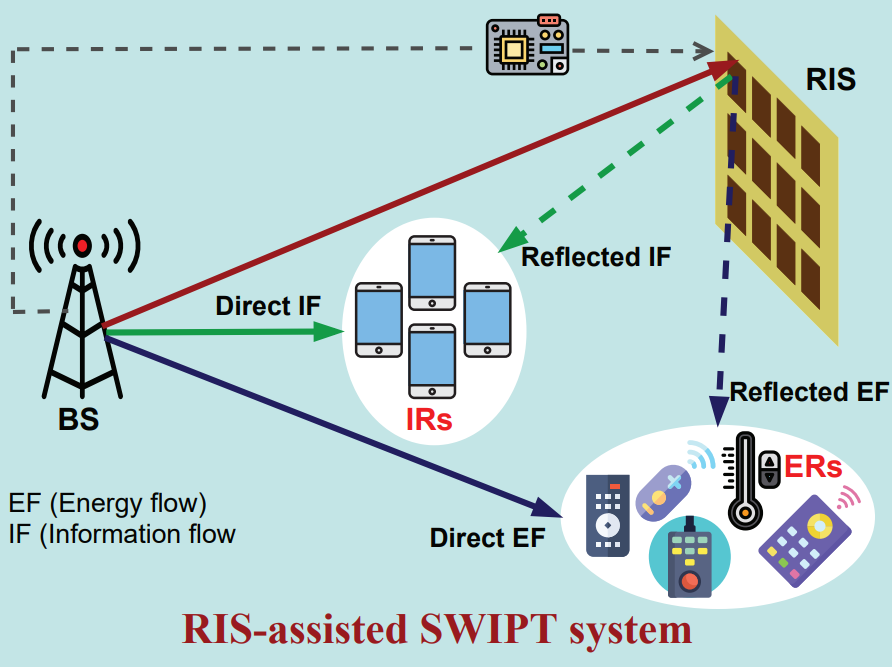 RIS
Reflected IF
Direct IF
IRs
BS
Reflected EF
ERs
EF (Energy flow)
IF (Information flow
Direct EF
RIS-assisted SWIPT system